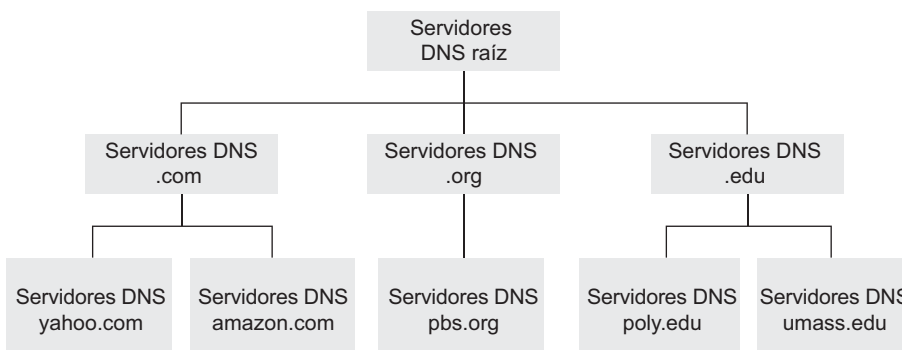 Servidores
DNS raíz
Servidores DNS
.com
Servidores DNS
.org
Servidores DNS
.edu
Servidores DNS
yahoo.com
Servidores DNS
amazon.com
Servidores DNS
pbs.org
Servidores DNS
poly.edu
Servidores DNS
umass.edu